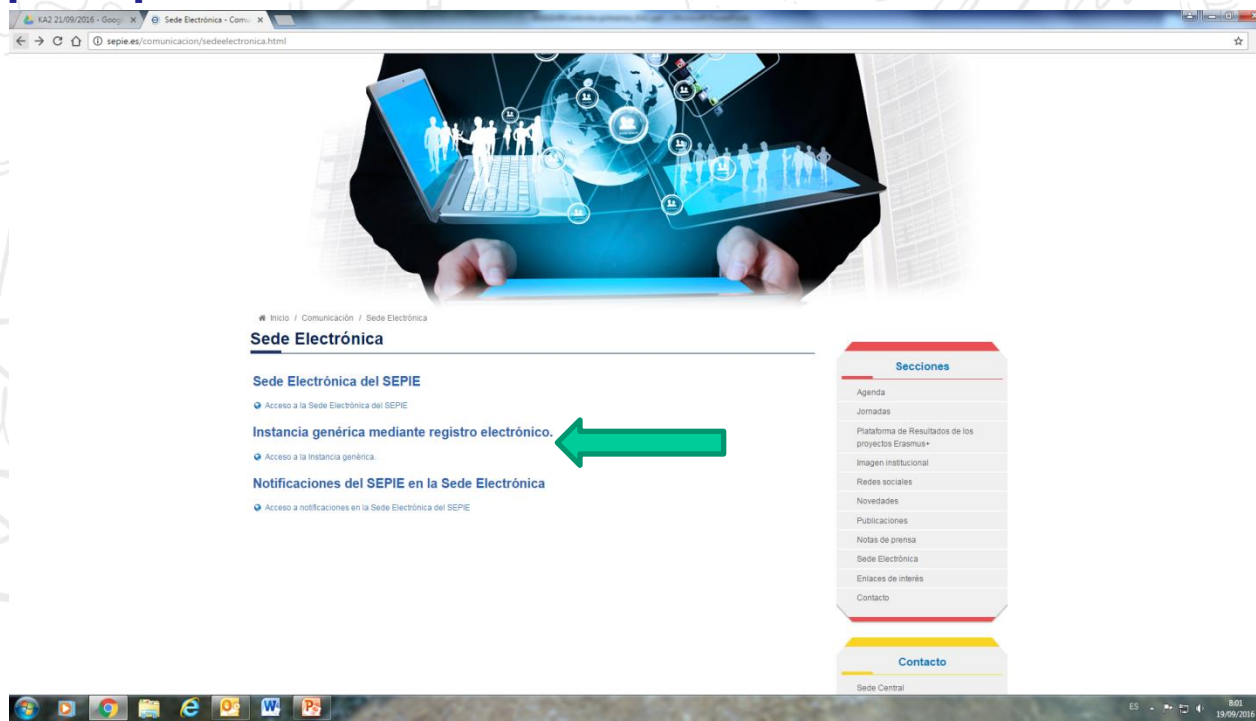 KA2 21/09/2016 - Goog
Sede Electrónica - Comu
sepie.es/comunicacion/sedeelectronica.html
Inicio / Comunicación / Sede Electrónica
Sede Electrónica
Sede Electrónica del SEPIE
Acceso a la Sede Electrónica del SEPIE
Instancia genérica mediante registro electrónico.
Acceso a la Instancia genérica.
Notificaciones del SEPIE en la Sede Electrónica
Acceso a notificaciones en la Sede Electrónica del SEPIE
Secciones
Agenda
Jornadas
Plataforma de Resultados de los
proyectos Erasmus+
Imagen institucional
Redes sociales
Novedades
Publicaciones
Notas de prensa
Sede Electrónica
Enlaces de interés
Contacto
Contacto
Sede Central
ES
8:01
19/09/2016